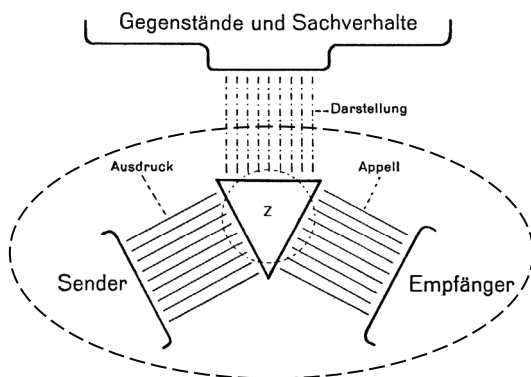 Gegenstände und Sachverhalte
Darstellung
Ausdruck
Appell
Z
Sender
Empfänger